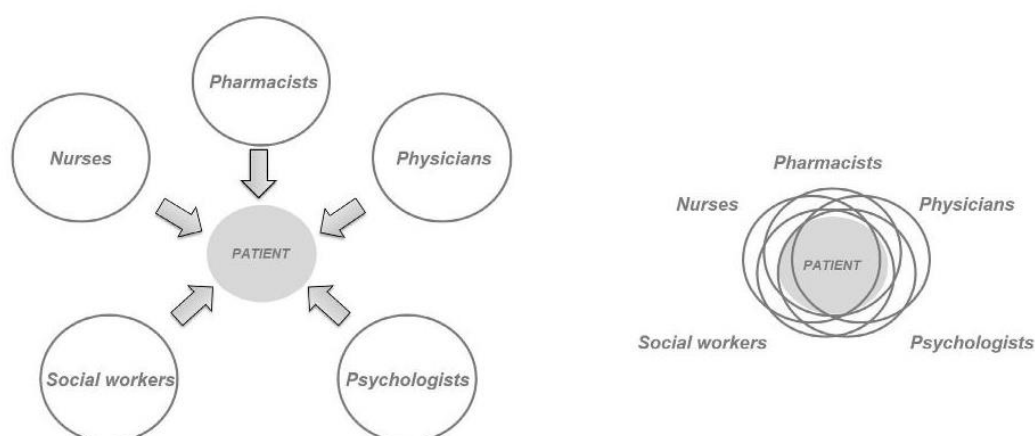 Pharmacists
Nurses
Physicians
PATIENT
Social workers
Psychologists
Pharmacists
Nurses
Physicians
PATIENT
Social workers
Psychologists